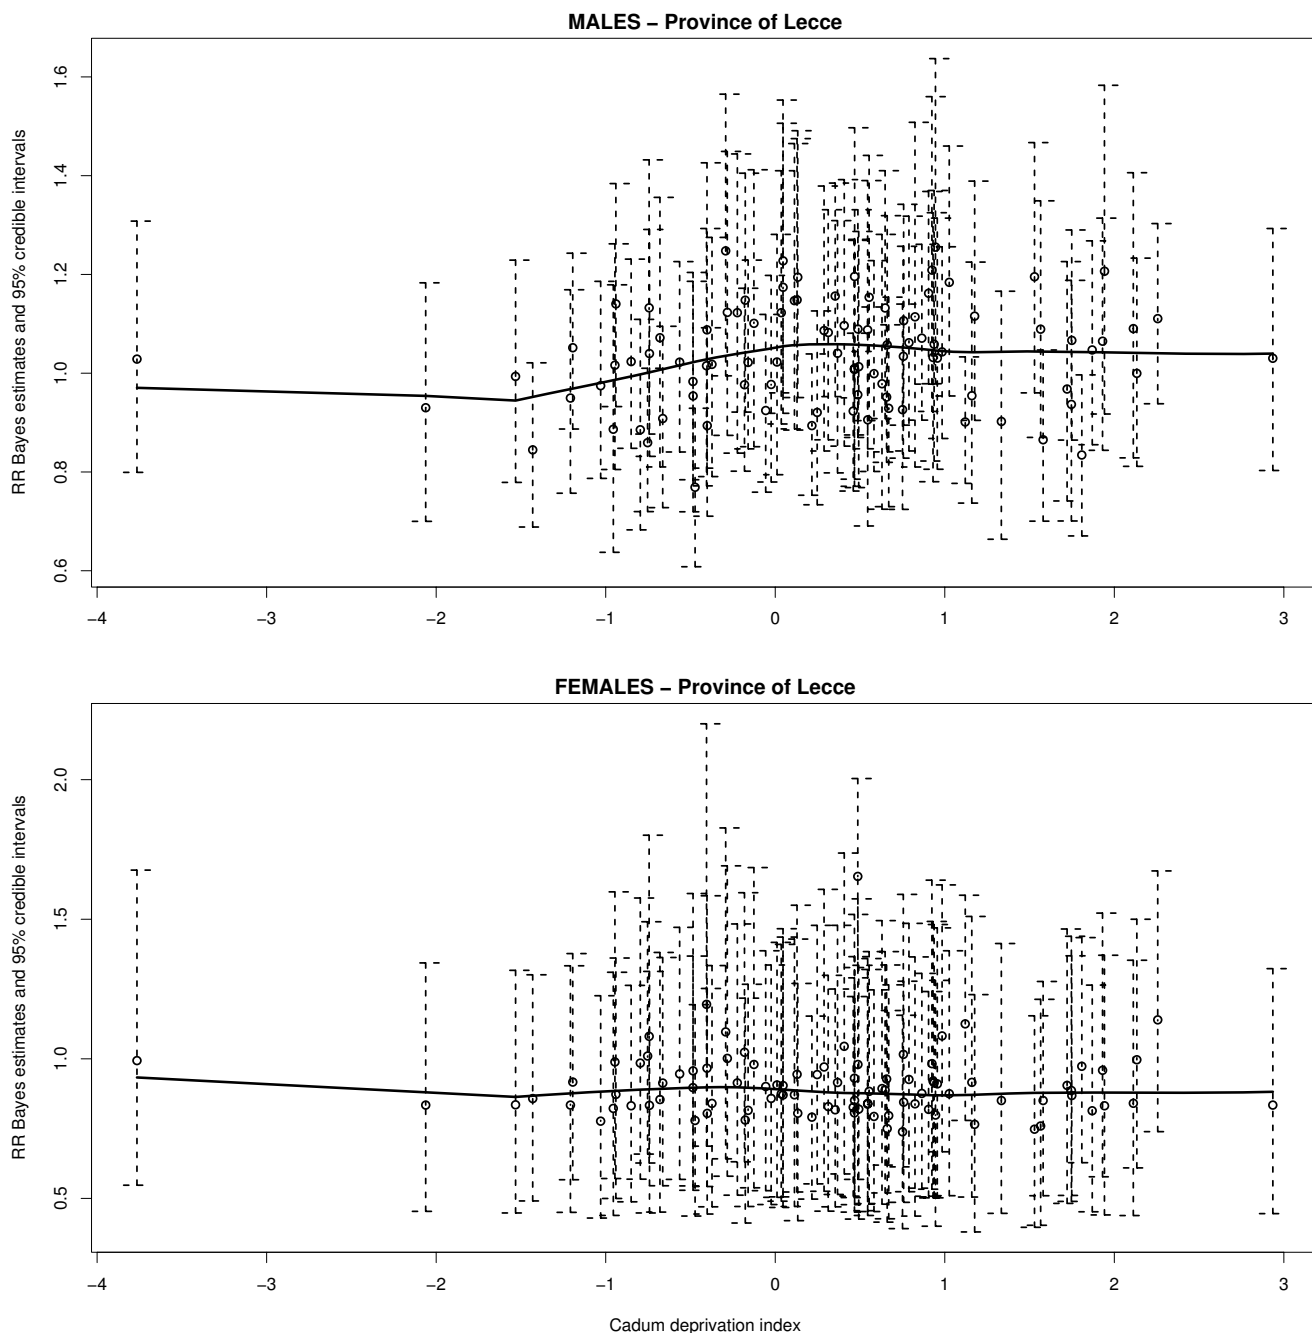 MALES – Province of Lecce
RR Bayes estimates and 95% credible intervals
1.6
1.4
1.2
1.0
0.8
0.6
−4 −3 −2 −1 0 1 2 3
FEMALES – Province of Lecce
RR Bayes estimates and 95% credible intervals
2.0
1.5
1.0
0.5
−4 −3 −2 −1 0 1 2 3
Cadum deprivation index